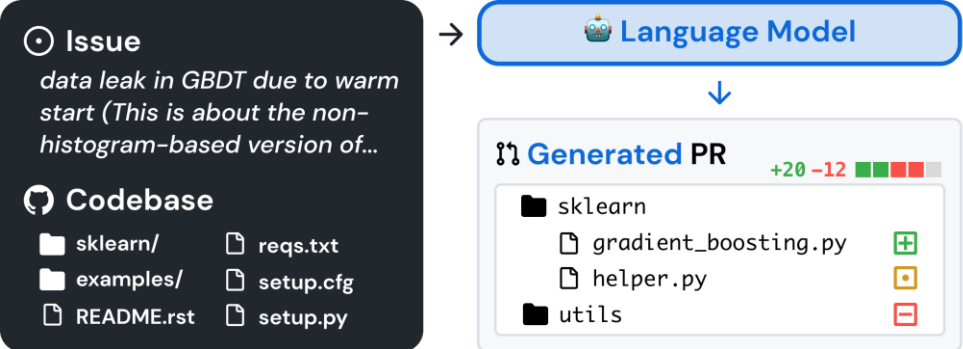 Issue
data leak in GBDT due to warm
start (This is about the non-
histogram-based version of...
Codebase
sklearn/
reqs.txt
examples/
setup.cfg
README.rst
setup.py
Language Model
Generated PR
+20 -12
sklearn
gradient_boosting.py
helper.py
utils